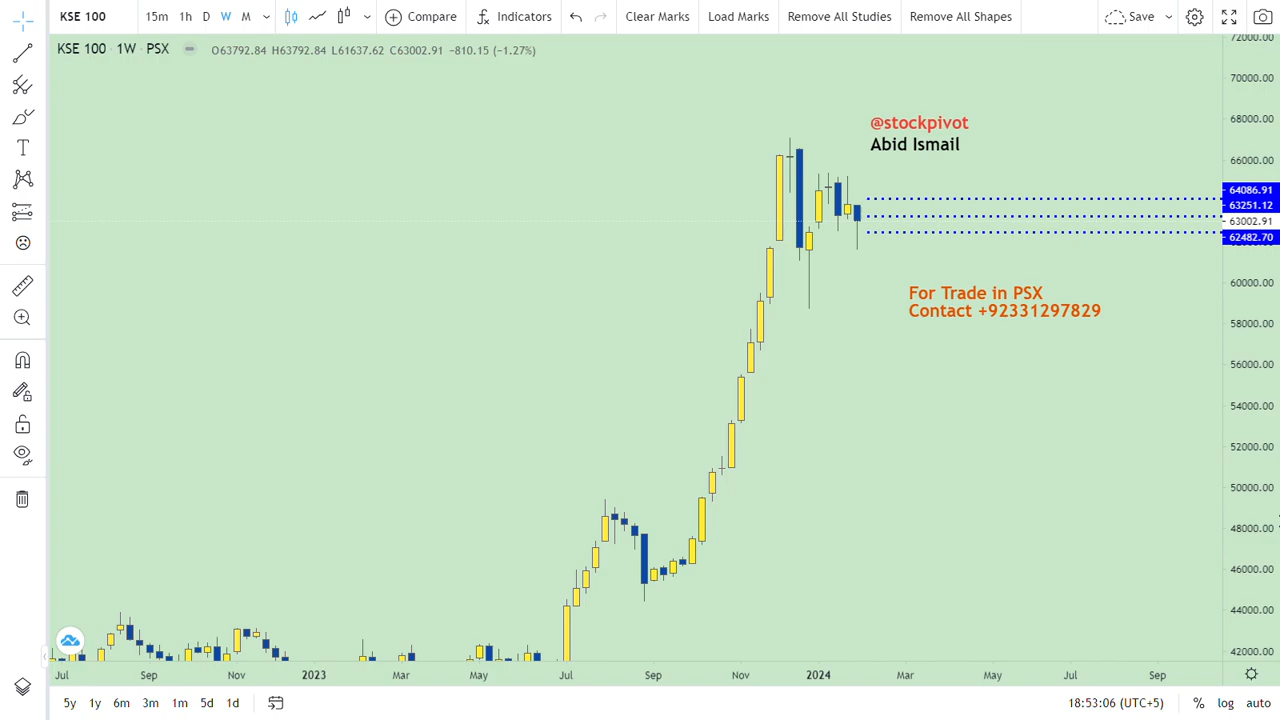 KSE 100 15m 1h D W M Compare Indicators Clear Marks Load Marks Remove All Studies Remove All Shapes Save
KSE 100 · 1W · PSX O63792.84 H63792.84 L61637.62 C63002.91 −810.15 (−1.27%)
72000.00
70000.00
@stockpivot
68000.00
Abid Ismail
66000.00
64086.91
63251.12
63002.91
62482.70
For Trade in PSX
60000.00
Contact +92331297829
58000.00
56000.00
54000.00
52000.00
50000.00
48000.00
46000.00
44000.00
42000.00
Jul Sep Nov 2023 Mar May Jul Sep Nov 2024 Mar May Jul Sep
5y 1y 6m 3m 1m 5d 1d 18:53:06 (UTC+5) % log auto